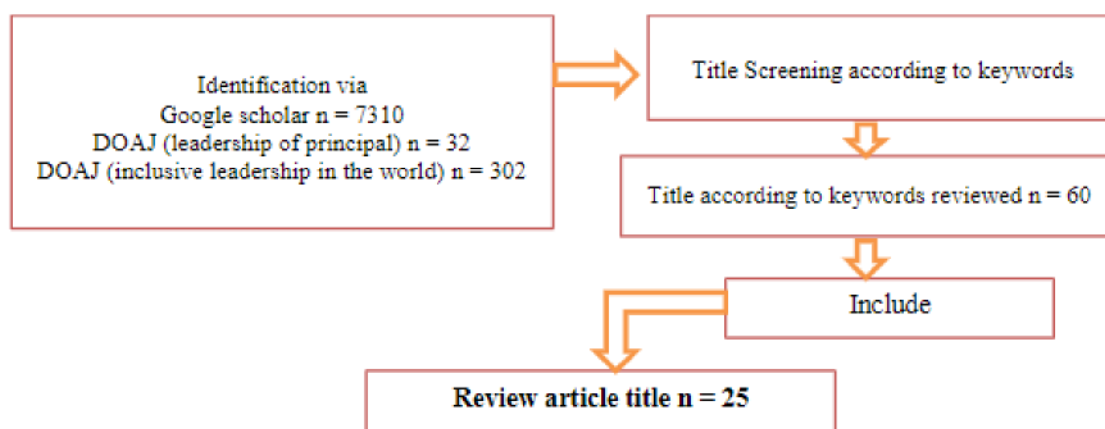 Identification via
Google scholar n = 7310
DOAJ (leadership of principal) n = 32
DOAJ (inclusive leadership in the world) n = 302
Title Screening according to keywords
Title according to keywords reviewed n = 60
Include
Review article title n = 25